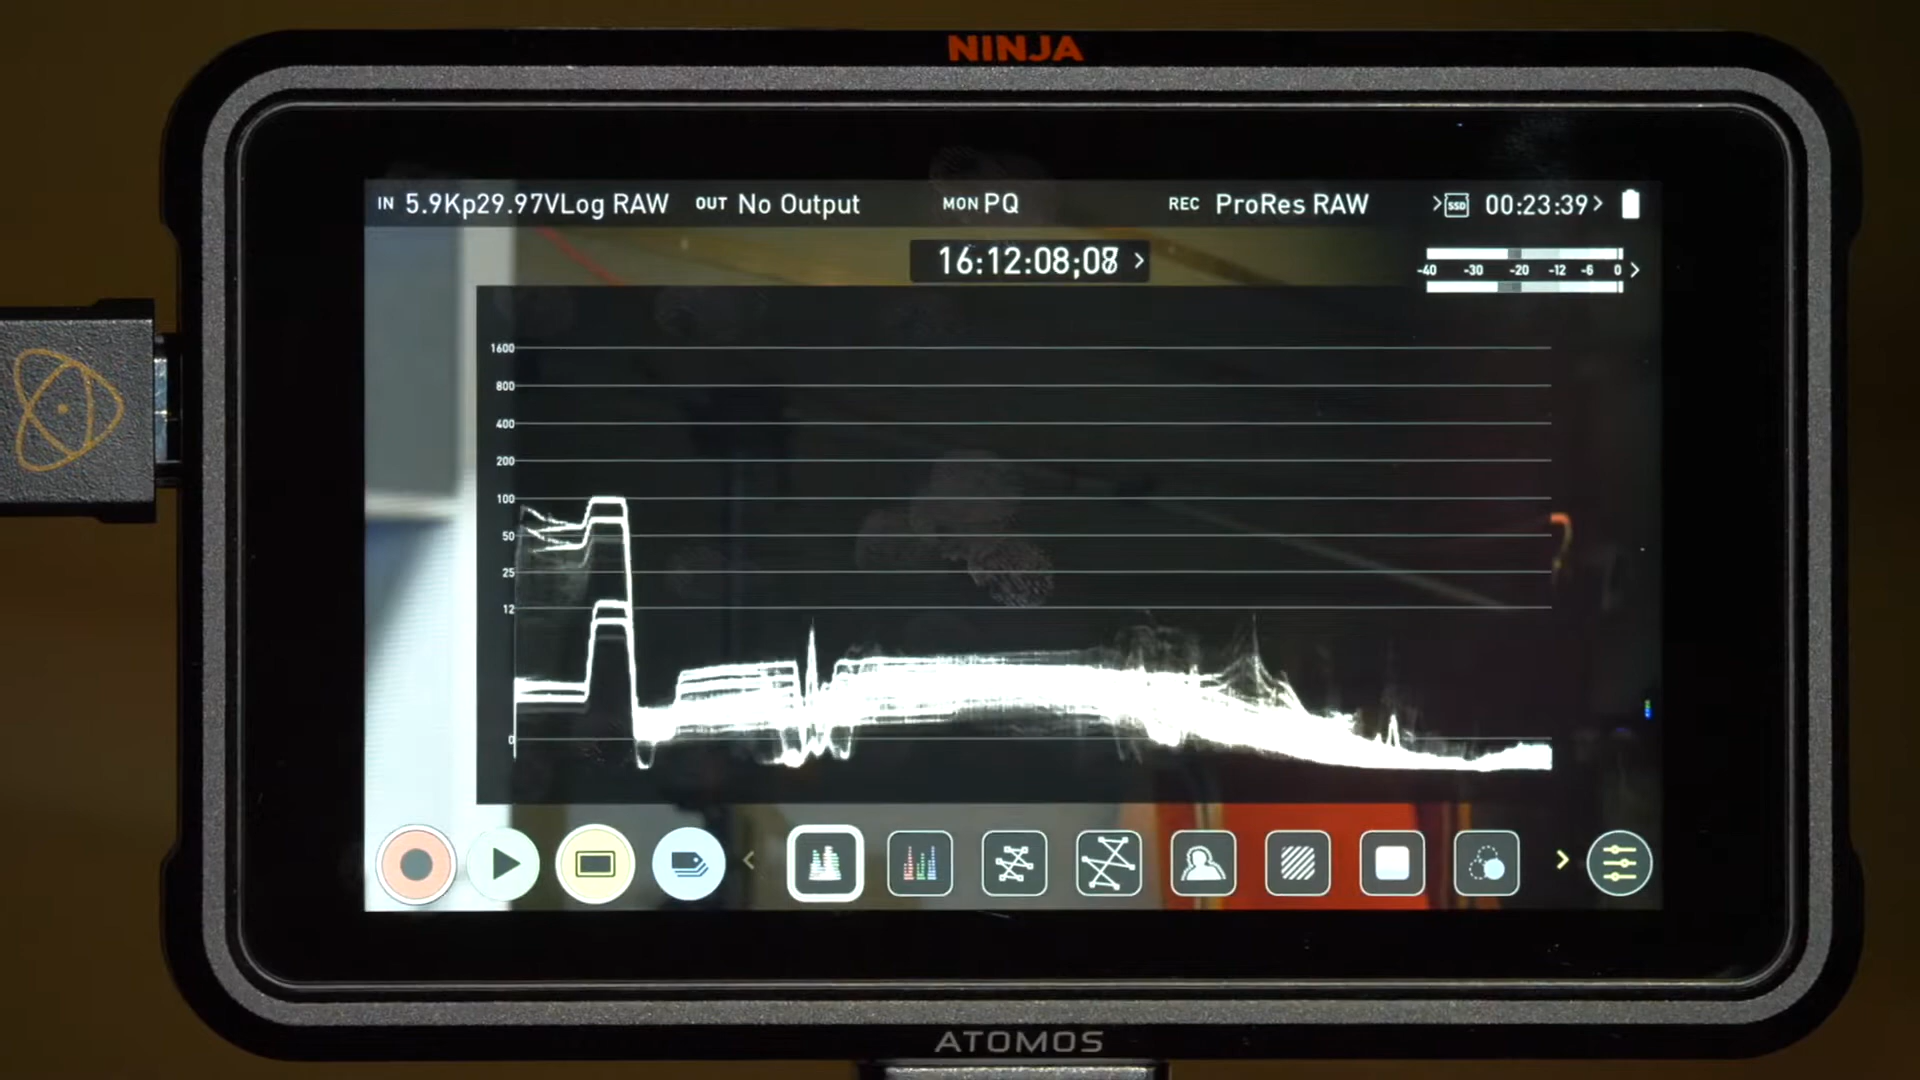 NINJA
IN 5.9Kp29.97VLog RAW OUT No Output MON PQ REC ProRes RAW SSD 00:23:39
16:12:08;08
-40 -30 -20 -12 -6 0
1600
800
400
200
100
50
25
12
0
ATOMOS